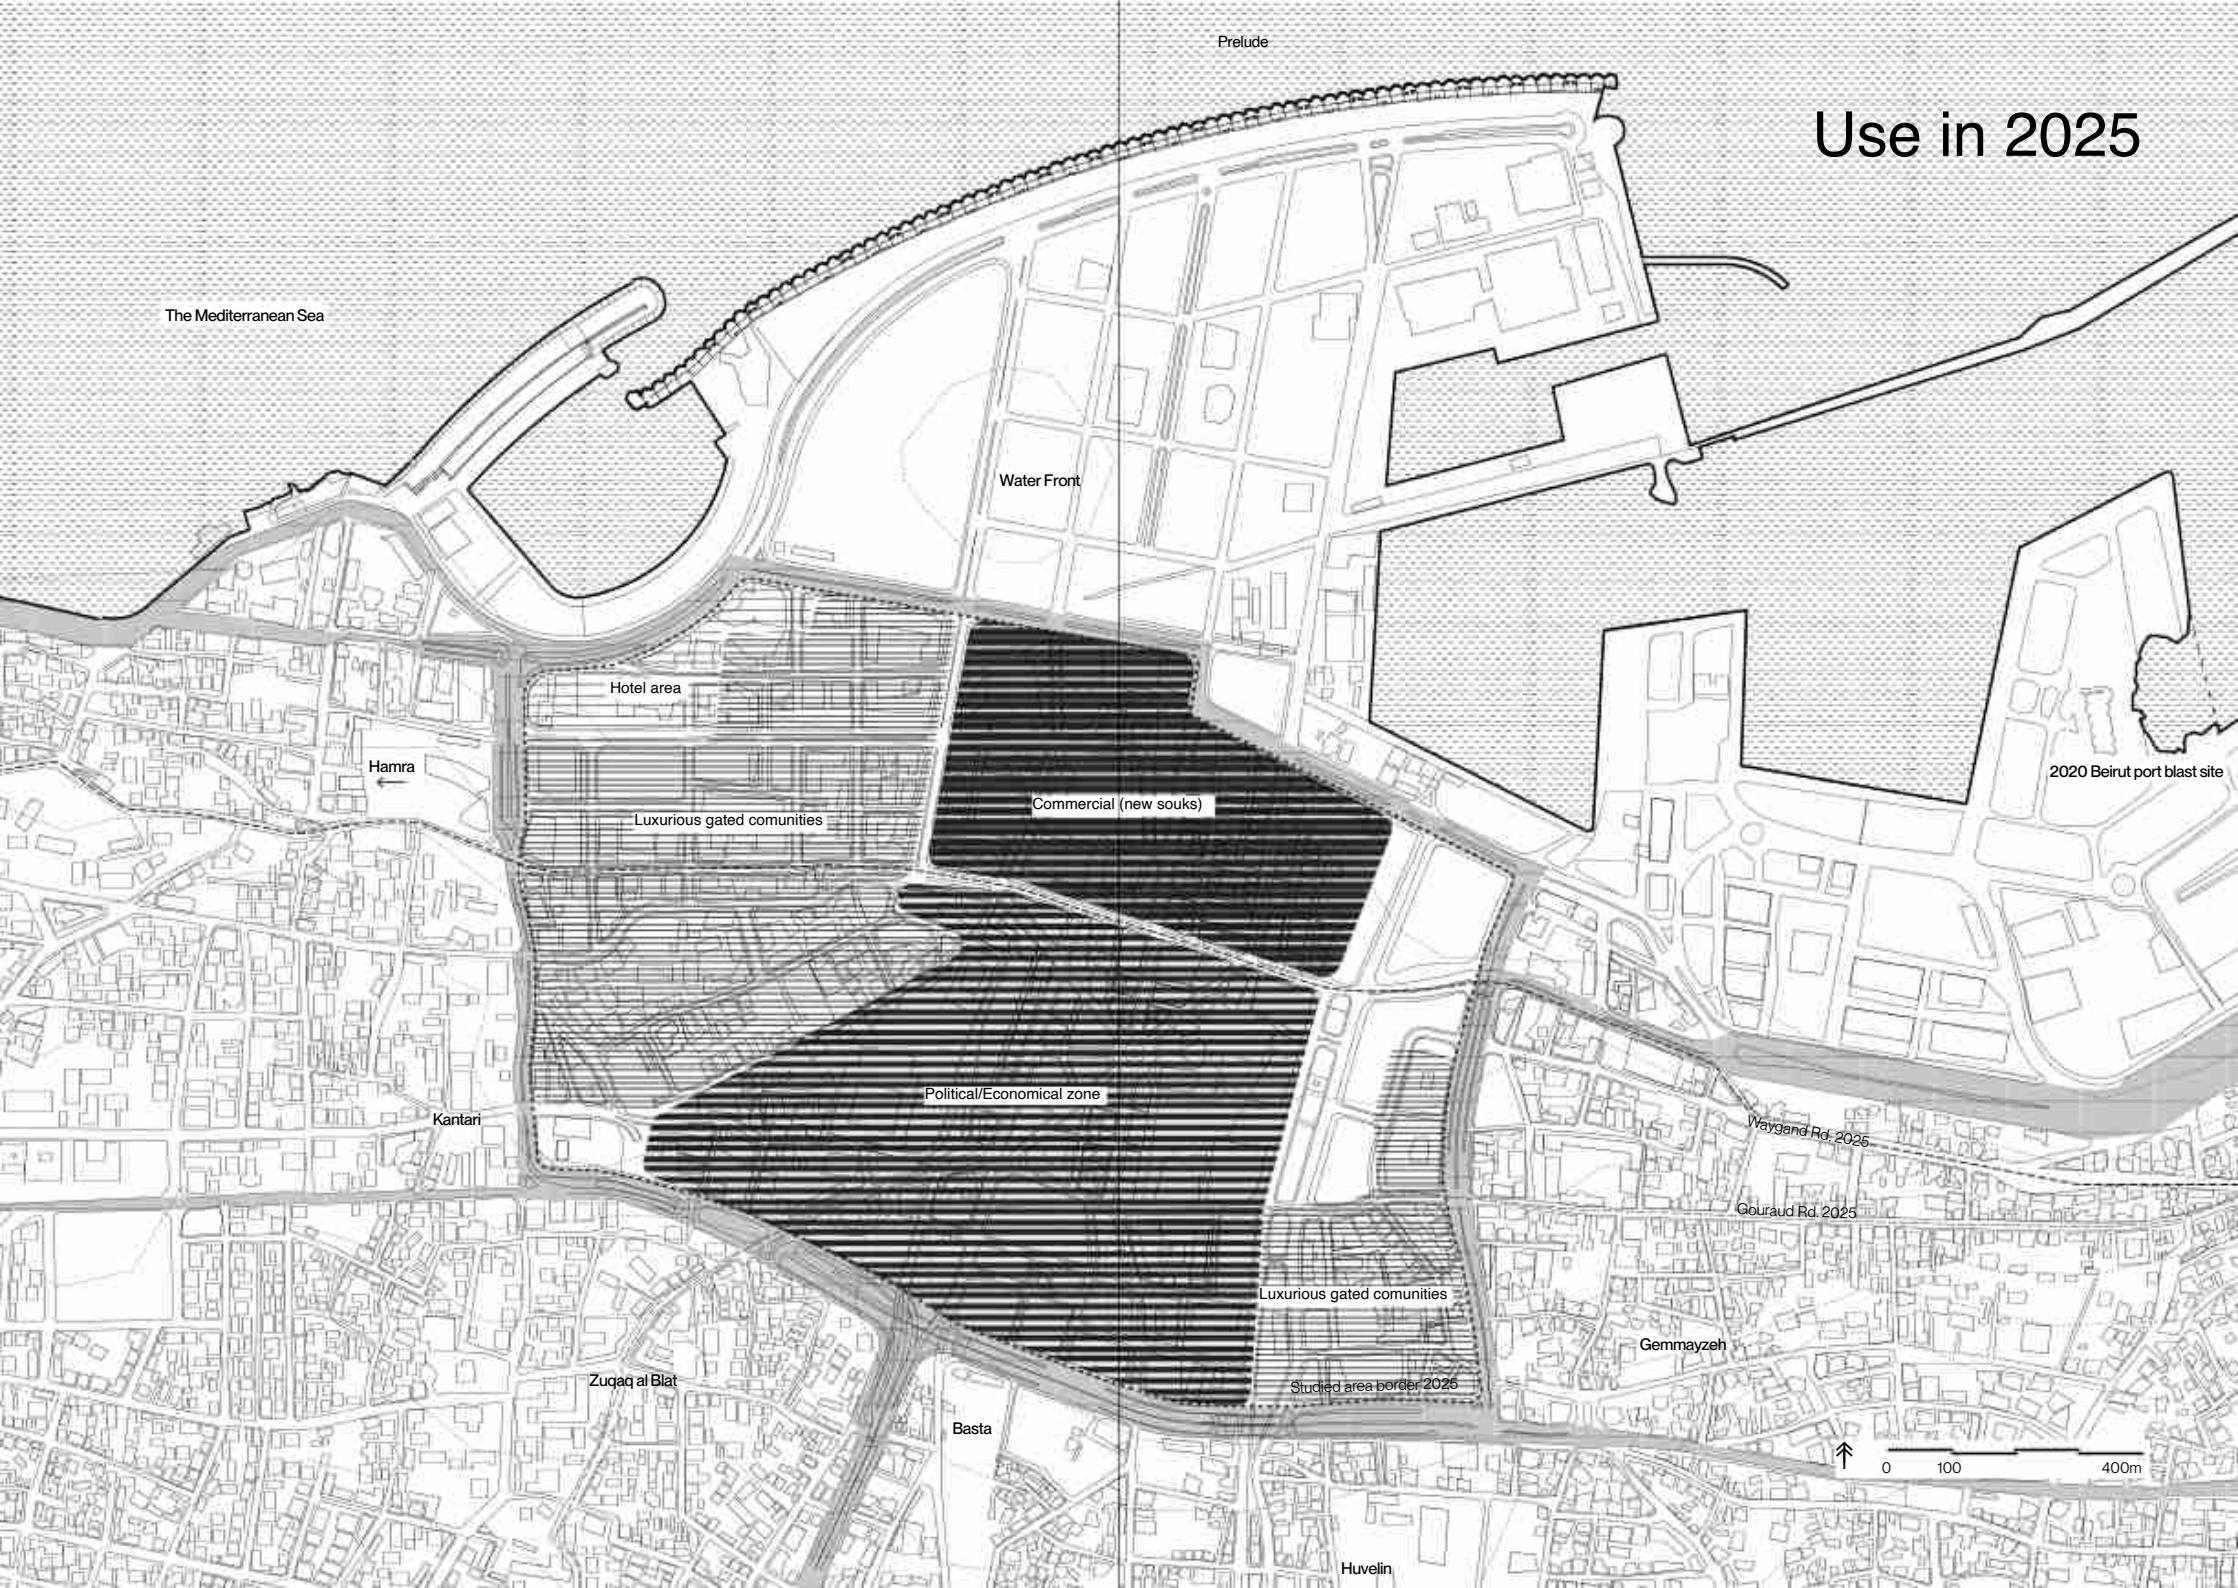 Prelude
Use in 2025
The Mediterranean Sea
Water Front
Hotel area
Hamra
2020 Beirut port blast site
Commercial (new souks)
Luxurious gated comunities
Political/Economical zone
Kantari
Waygand Rd. 2025
Gouraud Rd. 2025
Luxurious gated comunities
Gemmayzeh
Zuqaq al Blat
Studied area border 2025
Basta
0 100 400m
Huvelin